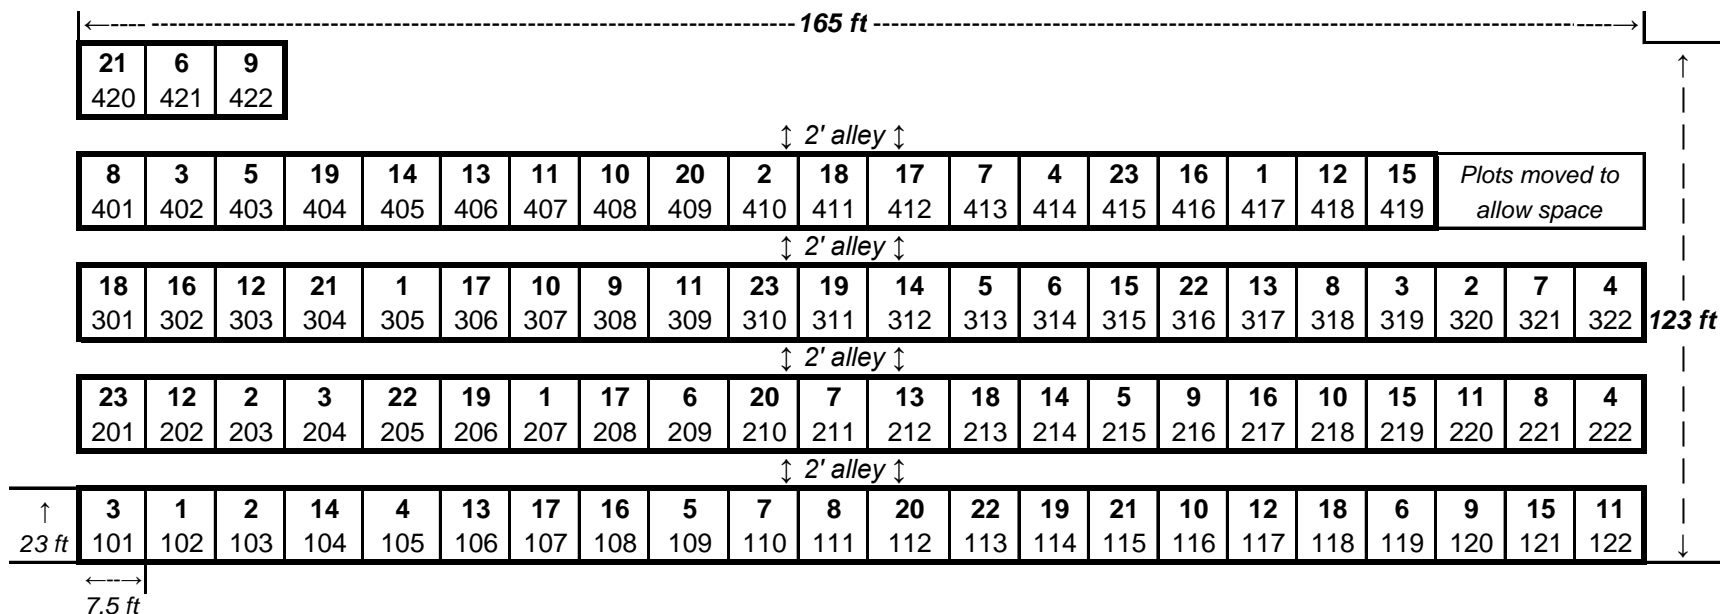 ←---- ---------------------------------- 165 ft ---------------------------------- ----→
21 6 9
420 421 422
↕ 2' alley ↕
8 3 5 19 14 13 11 10 20 2 18 17 7 4 23 16 1 12 15 Plots moved to
401 402 403 404 405 406 407 408 409 410 411 412 413 414 415 416 417 418 419 allow space
↕ 2' alley ↕
18 16 12 21 1 17 10 9 11 23 19 14 5 6 15 22 13 8 3 2 7 4
301 302 303 304 305 306 307 308 309 310 311 312 313 314 315 316 317 318 319 320 321 322 123 ft
↕ 2' alley ↕
23 12 2 3 22 19 1 17 6 20 7 13 18 14 5 9 16 10 15 11 8 4
201 202 203 204 205 206 207 208 209 210 211 212 213 214 215 216 217 218 219 220 221 222
↕ 2' alley ↕
↑ 3 1 2 14 4 13 17 16 5 7 8 20 22 19 21 10 12 18 6 9 15 11
23 ft 101 102 103 104 105 106 107 108 109 110 111 112 113 114 115 116 117 118 119 120 121 122 ↓
←--→
7.5 ft